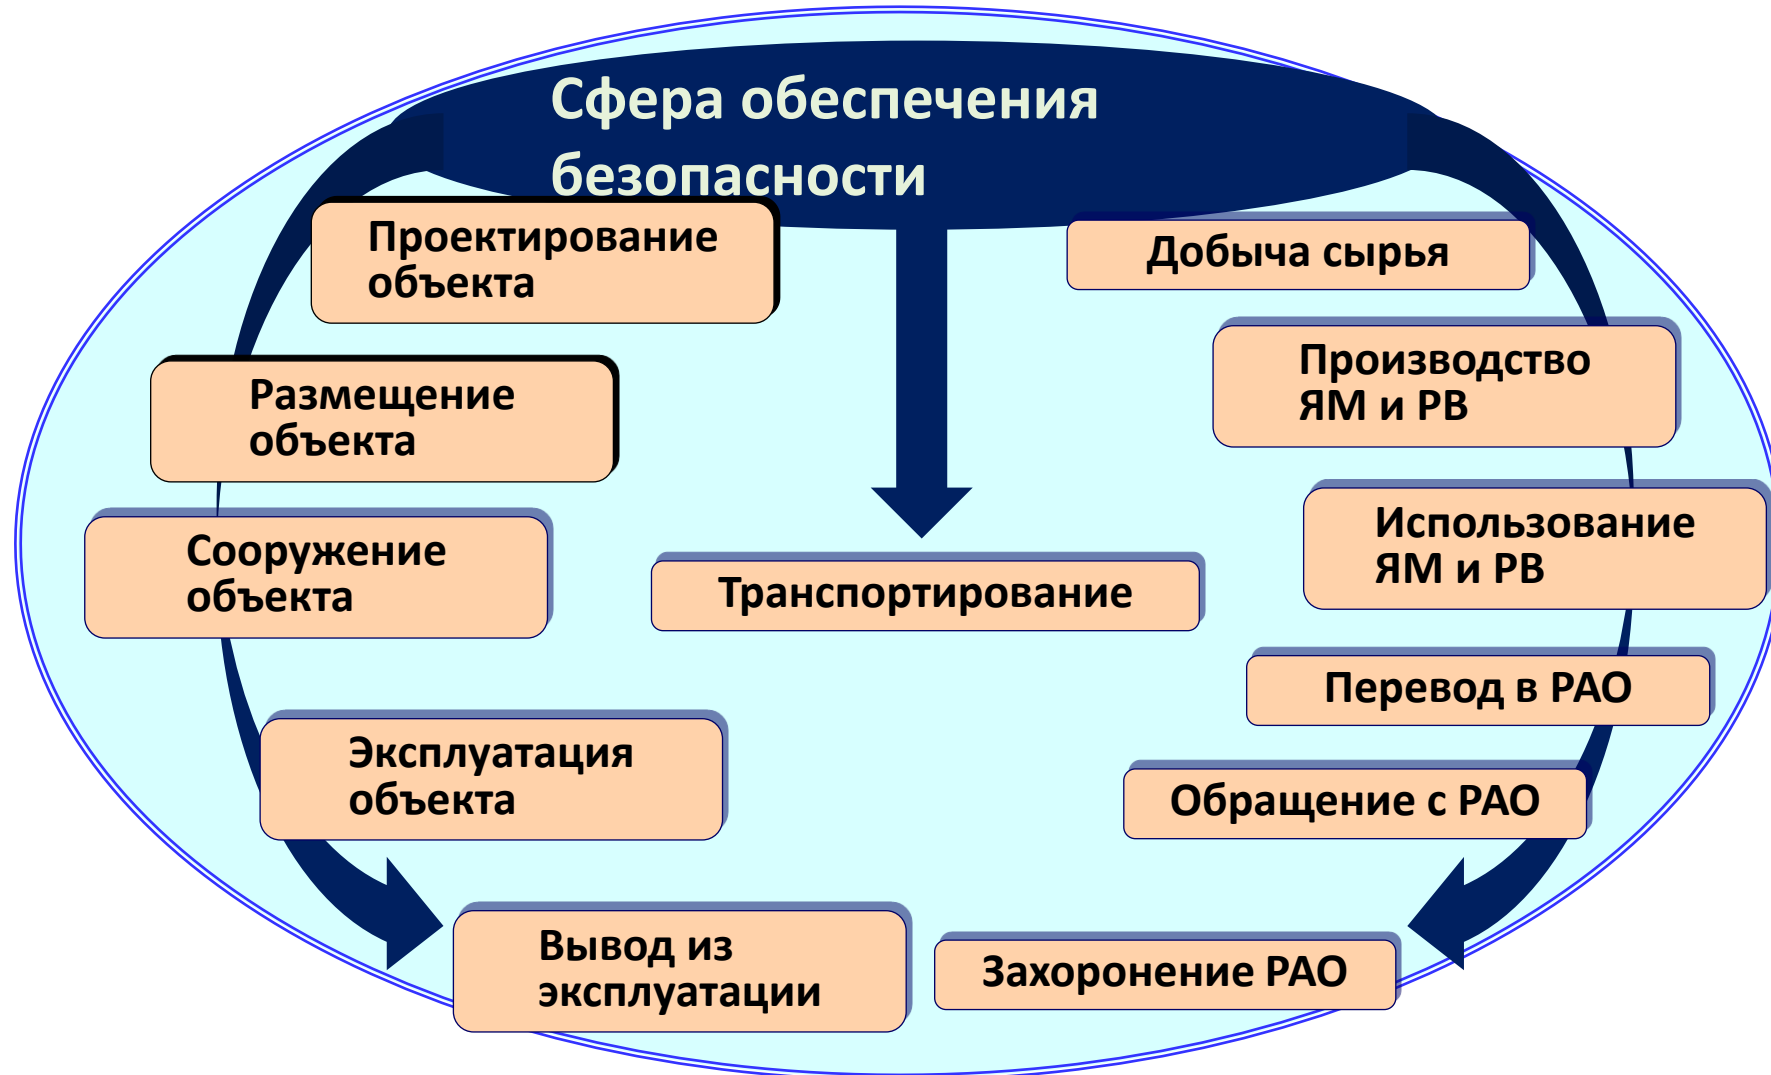 Сфера обеспечения
безопасности
Проектирование
объекта
Размещение
объекта
Сооружение
объекта
Эксплуатация
объекта
Вывод из
эксплуатации
Транспортирование
Добыча сырья
Производство
ЯМ и РВ
Использование
ЯМ и РВ
Перевод в РАО
Обращение с РАО
Захоронение РАО